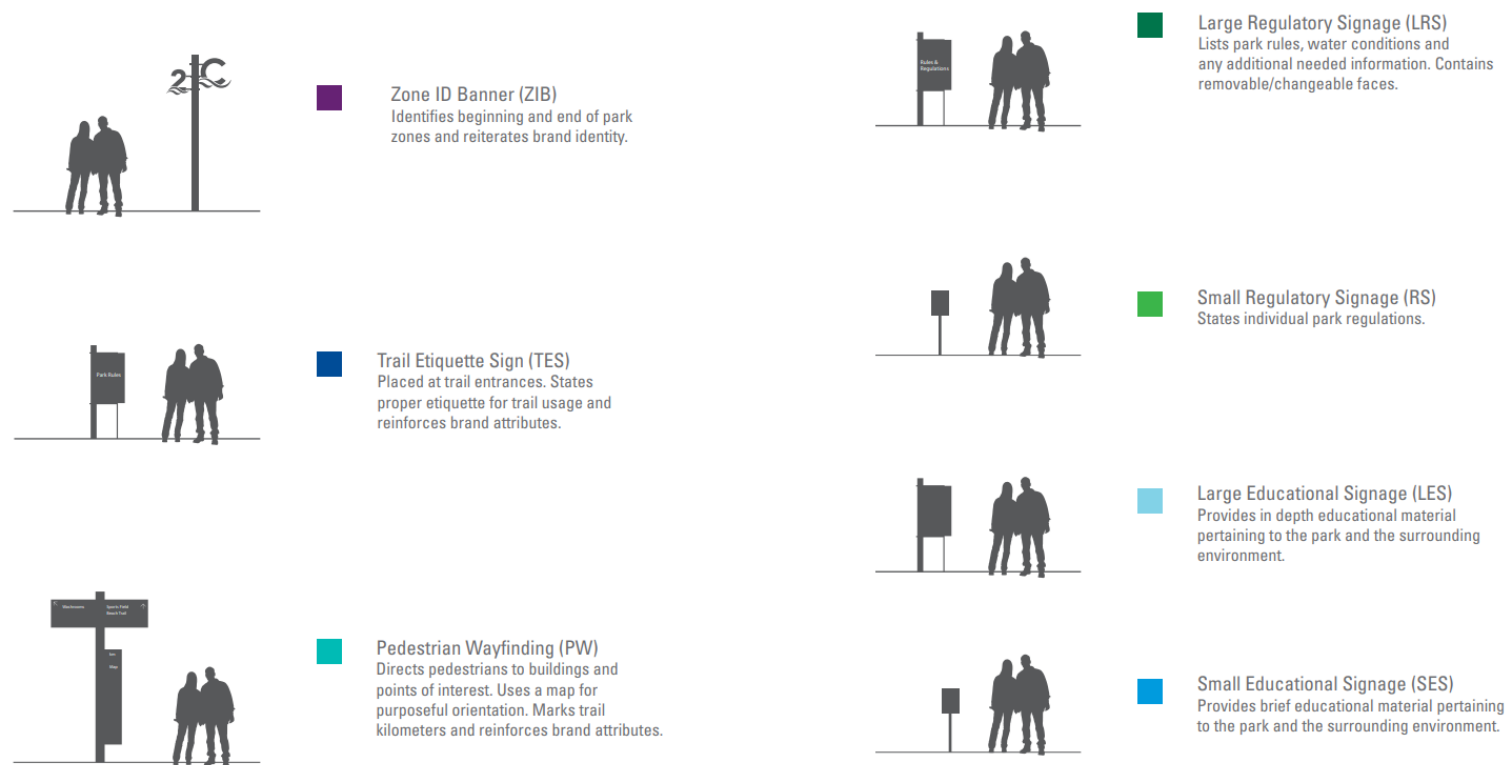 2 C
Zone ID Banner (ZIB)
Identifies beginning and end of park
zones and reiterates brand identity.
Park Rules
Trail Etiquette Sign (TES)
Placed at trail entrances. States
proper etiquette for trail usage and
reinforces brand attributes.
Washrooms
Sports Field
Beach Trail
Map
Pedestrian Wayfinding (PW)
Directs pedestrians to buildings and
points of interest. Uses a map for
purposeful orientation. Marks trail
kilometers and reinforces brand attributes.
Rules &
Regulations
Large Regulatory Signage (LRS)
Lists park rules, water conditions and
any additional needed information. Contains
removable/changeable faces.
Small Regulatory Signage (RS)
States individual park regulations.
Large Educational Signage (LES)
Provides in depth educational material
pertaining to the park and the surrounding
environment.
Small Educational Signage (SES)
Provides brief educational material pertaining
to the park and the surrounding environment.